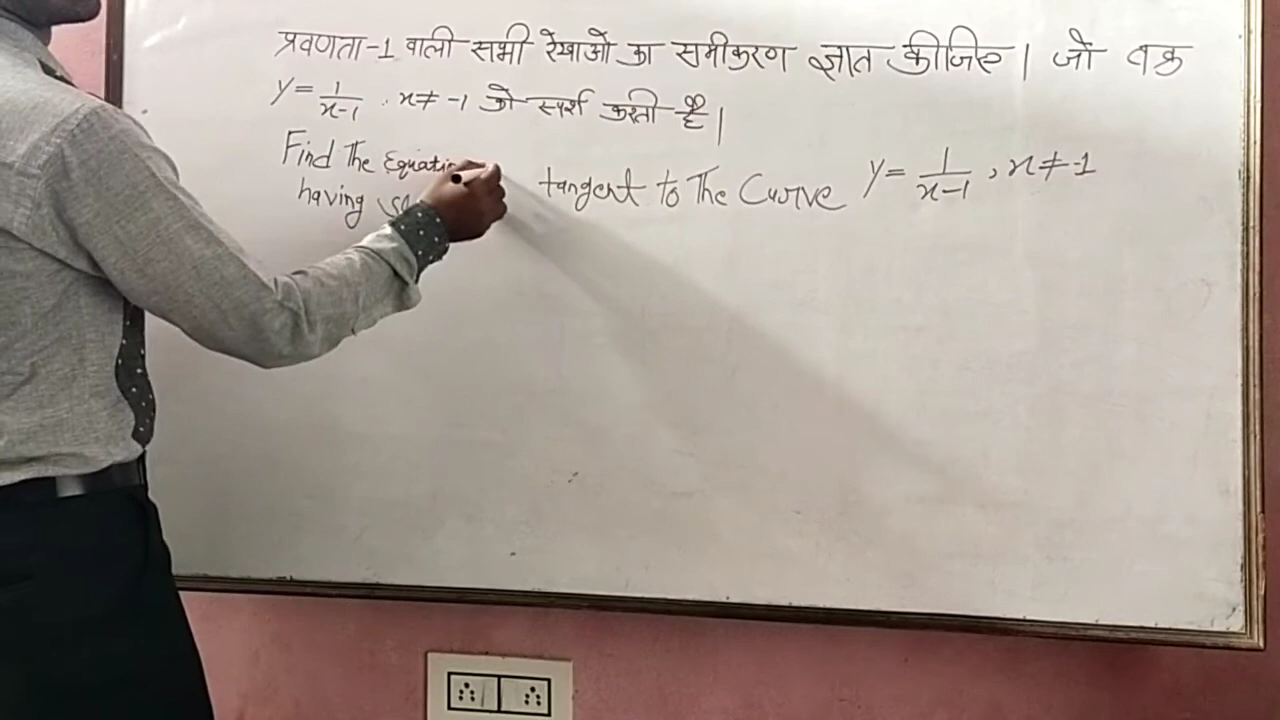 प्रवणता -1 वाली सभी रेखाओ का समीकरण ज्ञात कीजिए। जो वक्र
y = 1/(x-1) , x ≠ -1 को स्पर्श करती है।
Find The
having tangent to The Curve y = 1/(x-1) , x ≠ -1